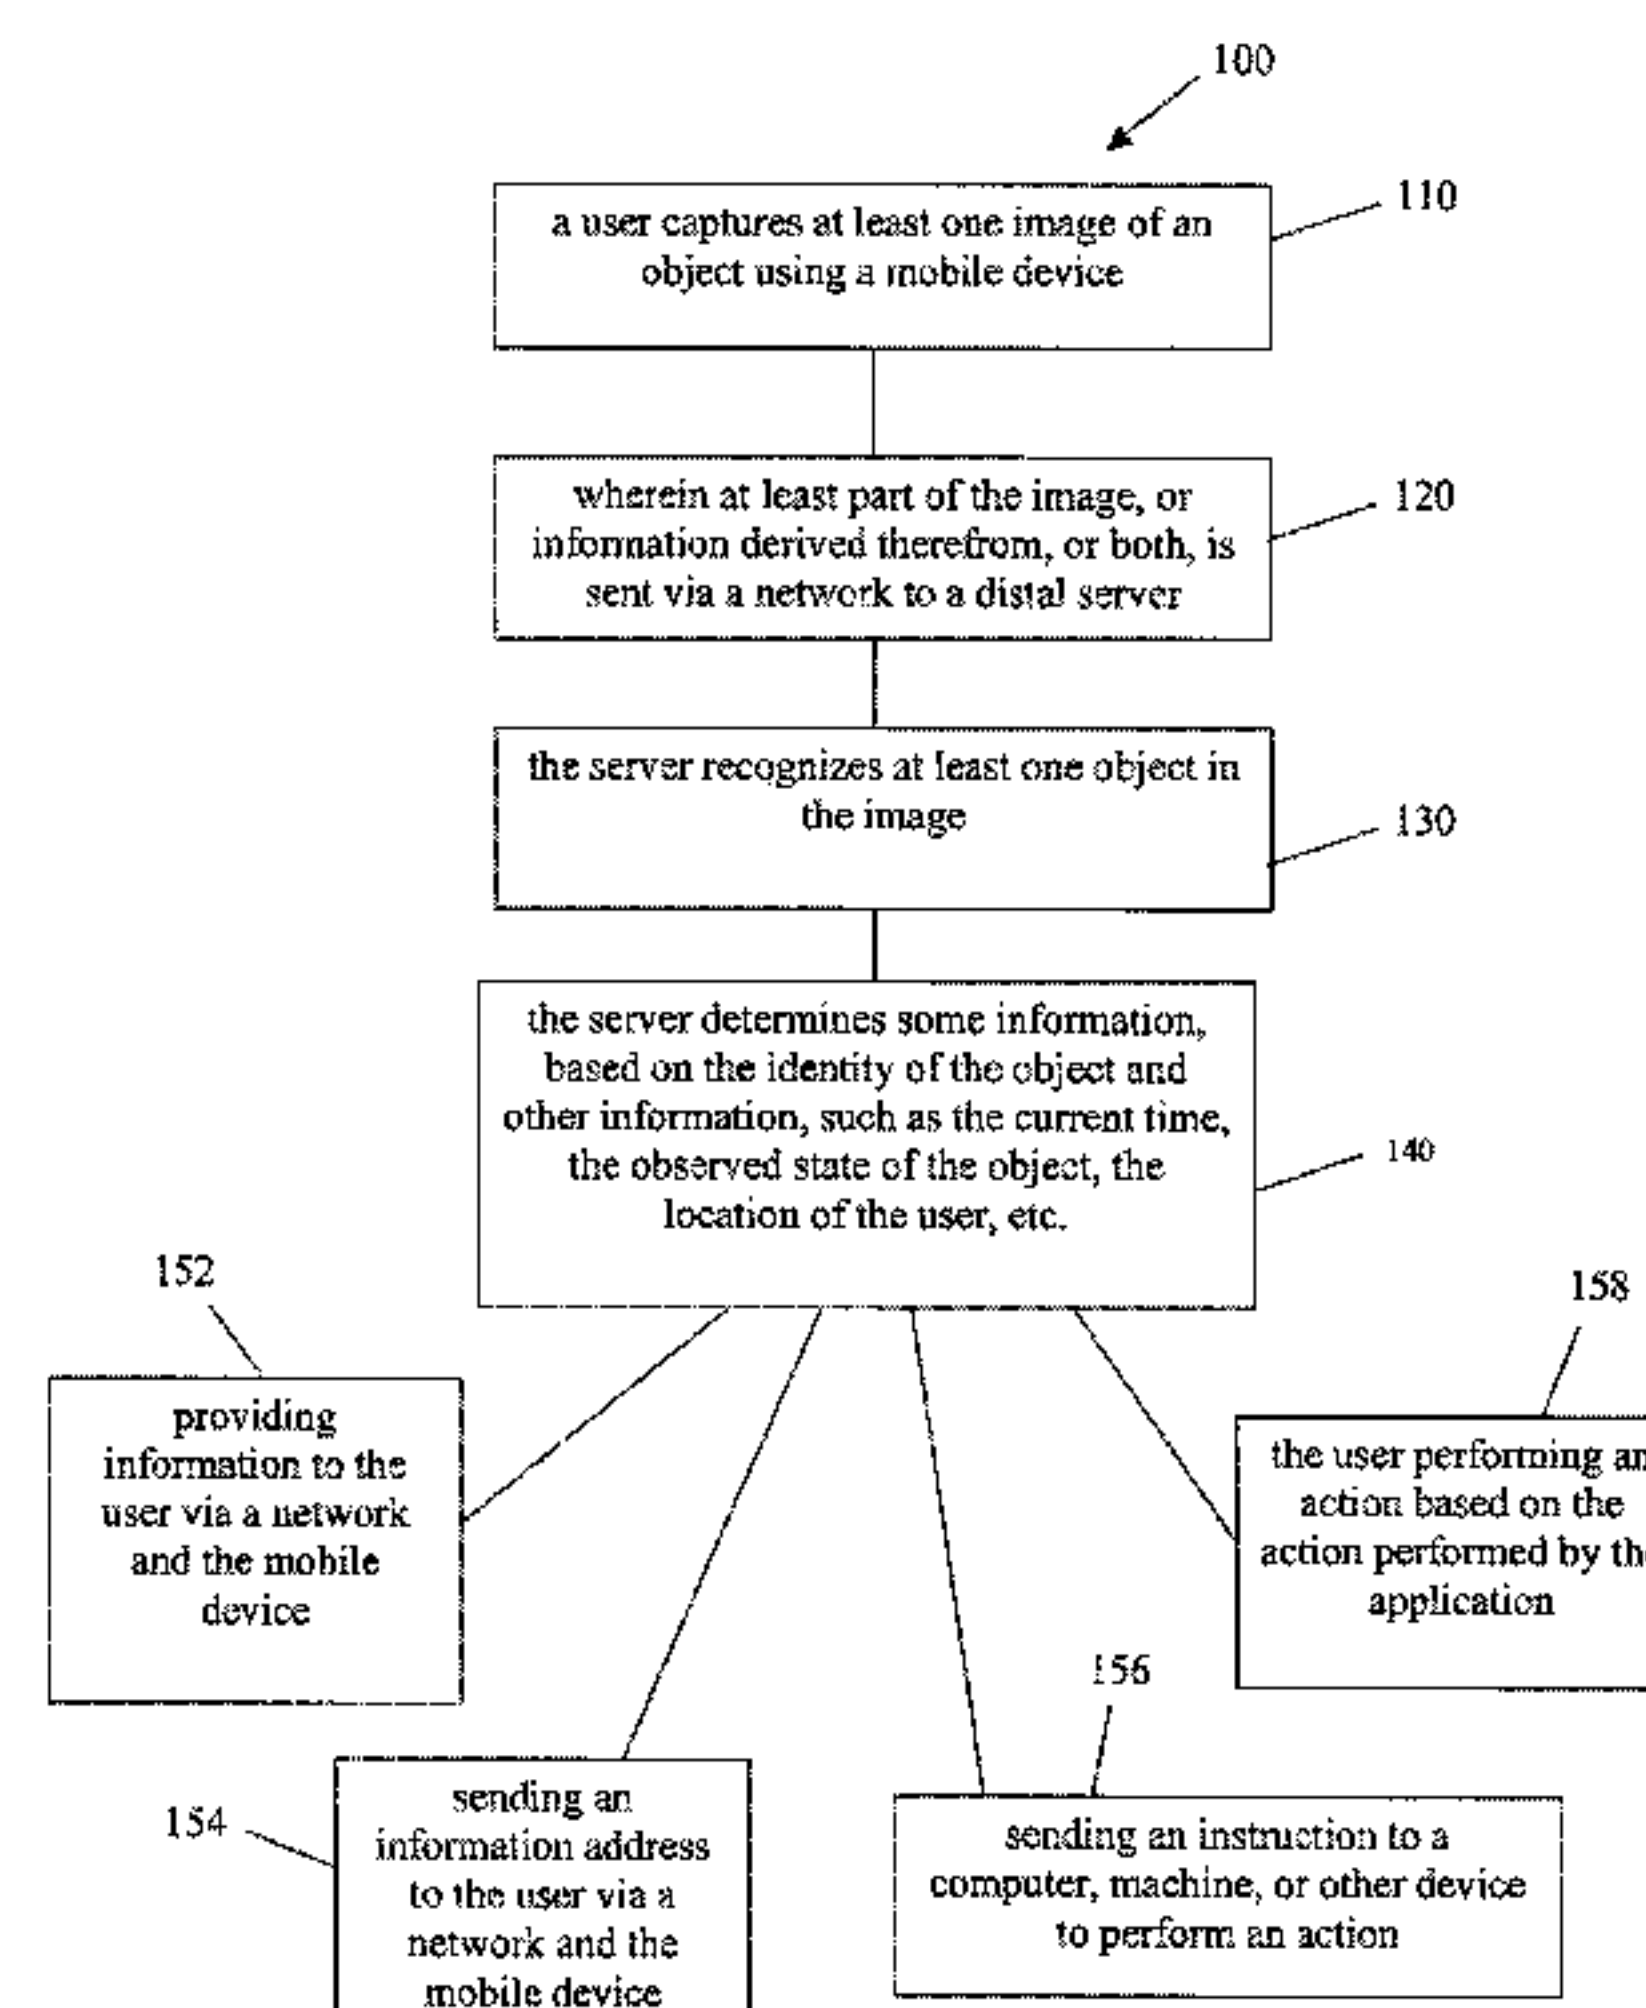 100
110
a user captures at least one image of an
object using a mobile device
120
wherein at least part of the image, or
information derived therefrom, or both, is
sent via a network to a distal server
130
the server recognizes at least one object in
the image
140
the server determines some information,
based on the identity of the object and
other information, such as the current time,
the observed state of the object, the
location of the user, etc.
152
providing
information to the
user via a network
and the mobile
device
158
the user performing an
action based on the
action performed by the
application
154
sending an
information address
to the user via a
network and the
mobile device
156
sending an instruction to a
computer, machine, or other device
to perform an action